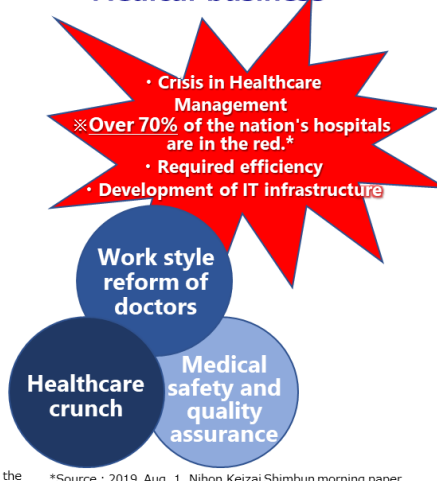 ・Crisis in Healthcare
Management
※Over 70% of the nation's hospitals
are in the red.*
・Required efficiency
・Development of IT infrastructure
Work style
reform of
doctors
Healthcare
crunch
Medical
safety and
quality
assurance
the
*Source : 2019. Aug. 1, Nihon Keizai Shimbun morning paper